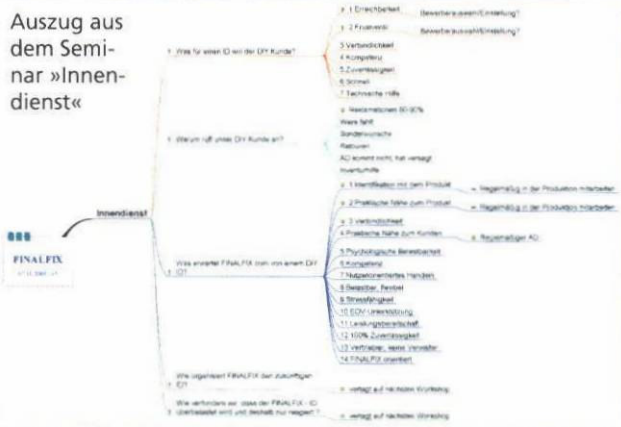 Auszug aus
dem Semi-
nar »Innen-
dienst«
Innendienst
FINALFIX
? Was für einen ID will der DIY Kunde?
1 Erreichbarkeit
Bewerberauswahl/Einstellung?
2 Freundl
Bewerberauswahl/Einstellung?
3 Verbindlichkeit
4 Kompetenz
5 Zuverlässigkeit
6 Schnell
7 Technische Hilfe
? Warum ruft unser DIY Kunde an?
Reklamationen 80-90%
Ware fehlt
Sonderwünsche
Retouren
AD kommt nicht, hat versagt
Inventurhilfe
Was erwartet FINALFIX von einem DIY
? ID?
1 Identifikation mit dem Produkt
Regelmäßig in der Produktion mitarbeiten
2 Praktische Nähe zum Produkt
Regelmäßig in der Produktion mitarbeiten
3 Verbindlichkeit
4 Praktische Nähe zum Kunden
Regelmäßiger AD
5 Psychologische Belastbarkeit
6 Kompetenz
7 Nutzenorientiertes Handeln
8 Belastbar, flexibel
9 Stressfähigkeit
10 EDV-Unterstützung
11 Leistungsbereitschaft
12 100% Zuverlässigkeit
13 Vertriebler, keine Verwalter
14 FINALFIX orientiert
Wie organisiert FINALFIX den zukünftigen
? ID?
vertagt auf nächsten Workshop
Wie verhindern wir, dass der FINALFIX - ID
? überbelastet wird und deshalb nur reagiert ?
vertagt auf nächsten Workshop